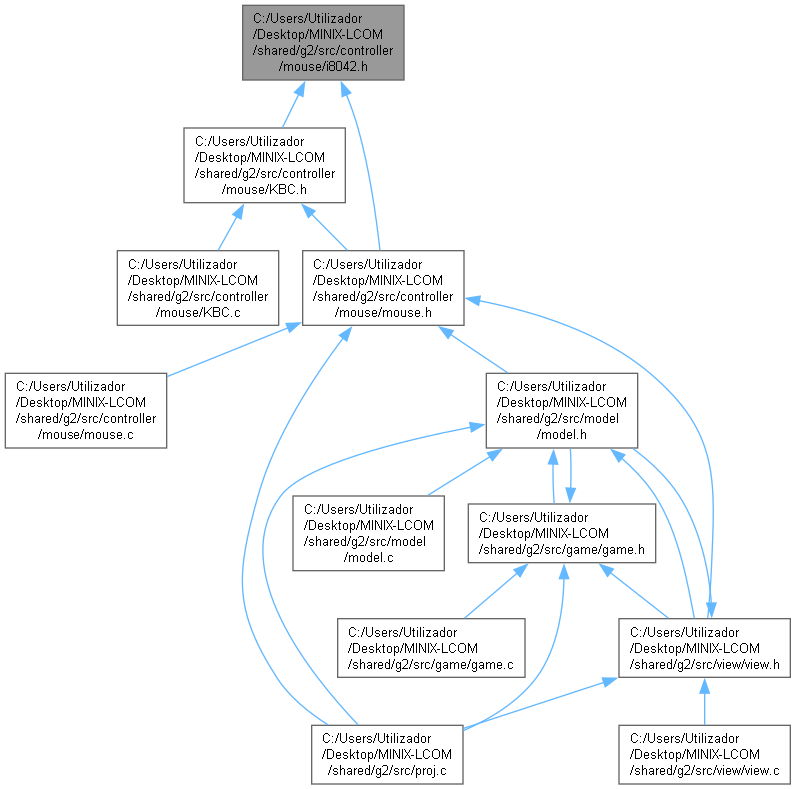 C:/Users/Utilizador
/Desktop/MINIX-LCOM
/shared/g2/src/controller
/mouse/i8042.h
C:/Users/Utilizador
/Desktop/MINIX-LCOM
/shared/g2/src/controller
/mouse/KBC.h
C:/Users/Utilizador
/Desktop/MINIX-LCOM
/shared/g2/src/controller
/mouse/KBC.c
C:/Users/Utilizador
/Desktop/MINIX-LCOM
/shared/g2/src/controller
/mouse/mouse.h
C:/Users/Utilizador
/Desktop/MINIX-LCOM
/shared/g2/src/controller
/mouse/mouse.c
C:/Users/Utilizador
/Desktop/MINIX-LCOM
/shared/g2/src/model
/model.h
C:/Users/Utilizador
/Desktop/MINIX-LCOM
/shared/g2/src/model
/model.c
C:/Users/Utilizador
/Desktop/MINIX-LCOM
/shared/g2/src/game/game.h
C:/Users/Utilizador
/Desktop/MINIX-LCOM
/shared/g2/src/game/game.c
C:/Users/Utilizador
/Desktop/MINIX-LCOM
/shared/g2/src/view/view.h
C:/Users/Utilizador
/Desktop/MINIX-LCOM
/shared/g2/src/proj.c
C:/Users/Utilizador
/Desktop/MINIX-LCOM
/shared/g2/src/view/view.c